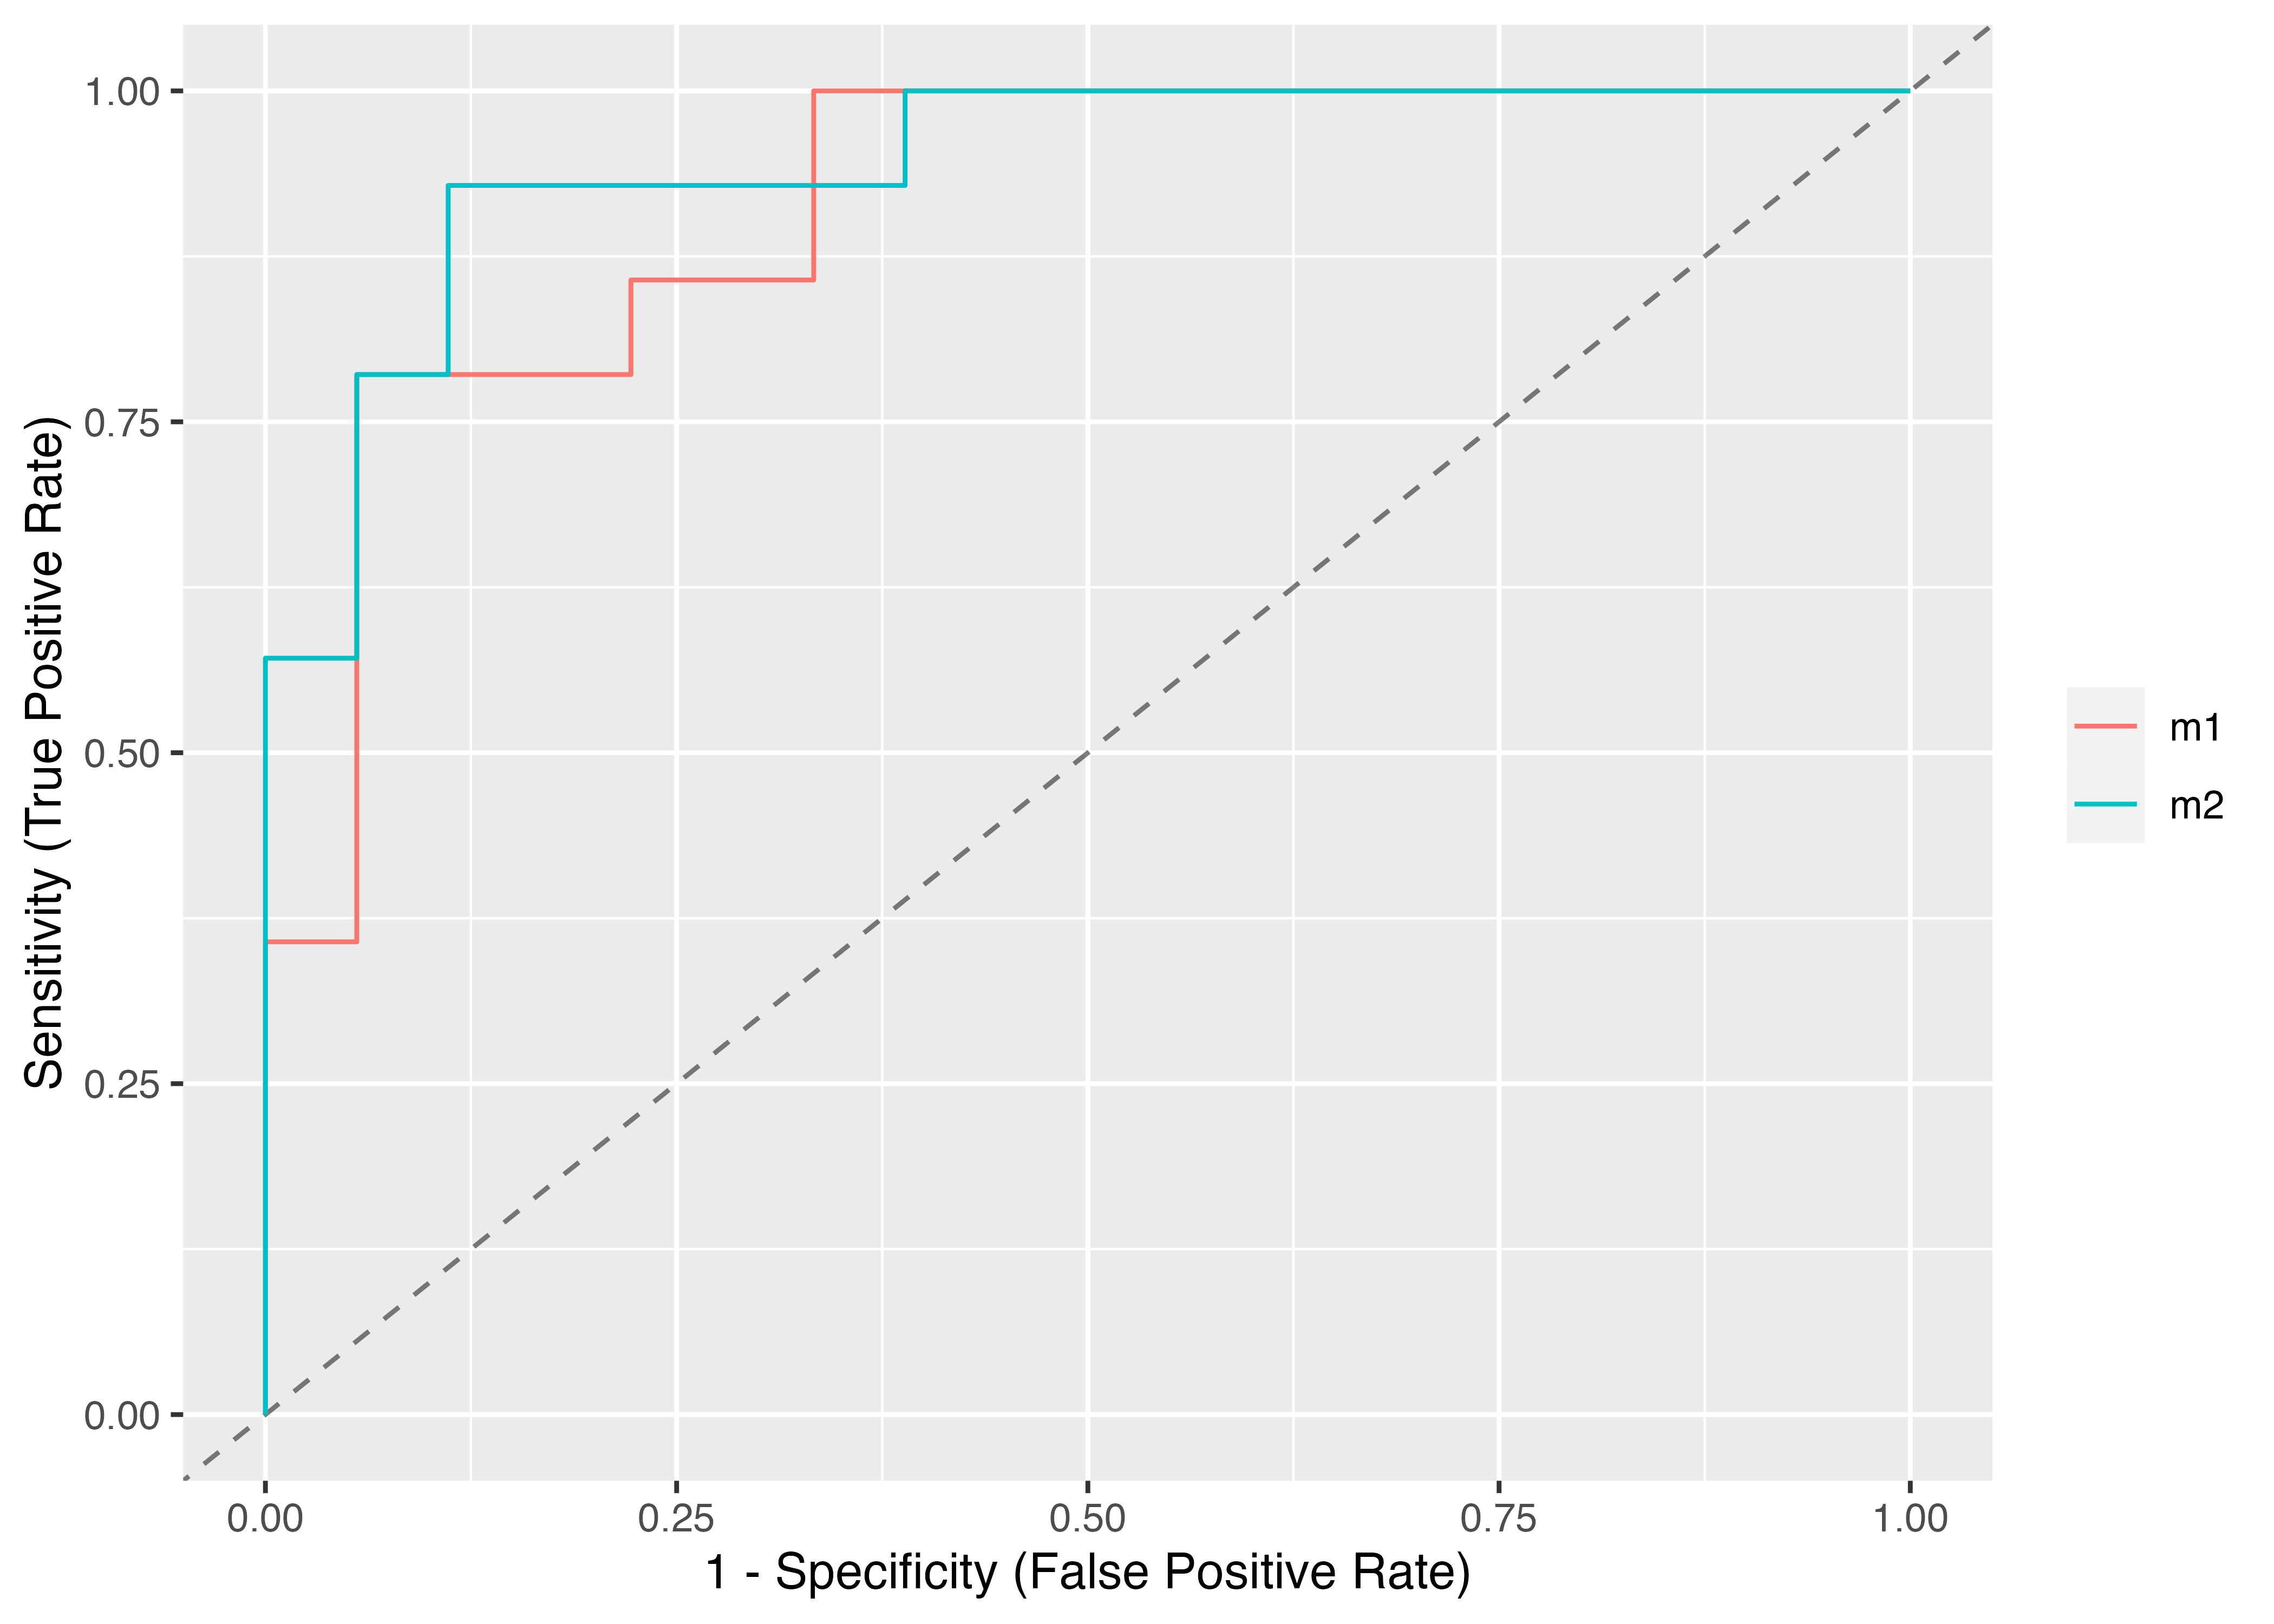 Sensitivity (True Positive Rate)
1.00
0.75
0.50
0.25
0.00
0.00 0.25 0.50 0.75 1.00
1 - Specificity (False Positive Rate)
m1
m2